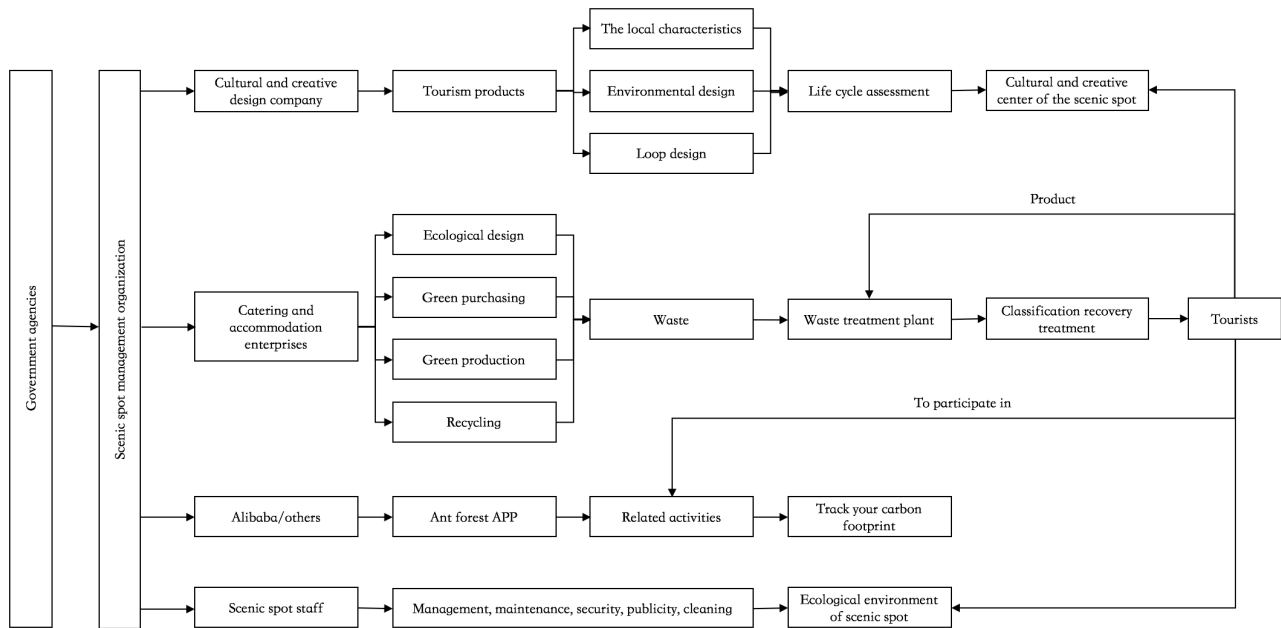 Government agencies
Scenic spot management organization
Cultural and creative
design company
Tourism products
The local characteristics
Environmental design
Loop design
Life cycle assessment
Cultural and creative
center of the scenic spot
Product
Catering and
accommodation
enterprises
Ecological design
Green purchasing
Green production
Recycling
Waste
Waste treatment plant
Classification recovery
treatment
Tourists
To participate in
Alibaba/others
Ant forest APP
Related activities
Track your carbon
footprint
Scenic spot staff
Management, maintenance, security, publicity, cleaning
Ecological environment
of scenic spot